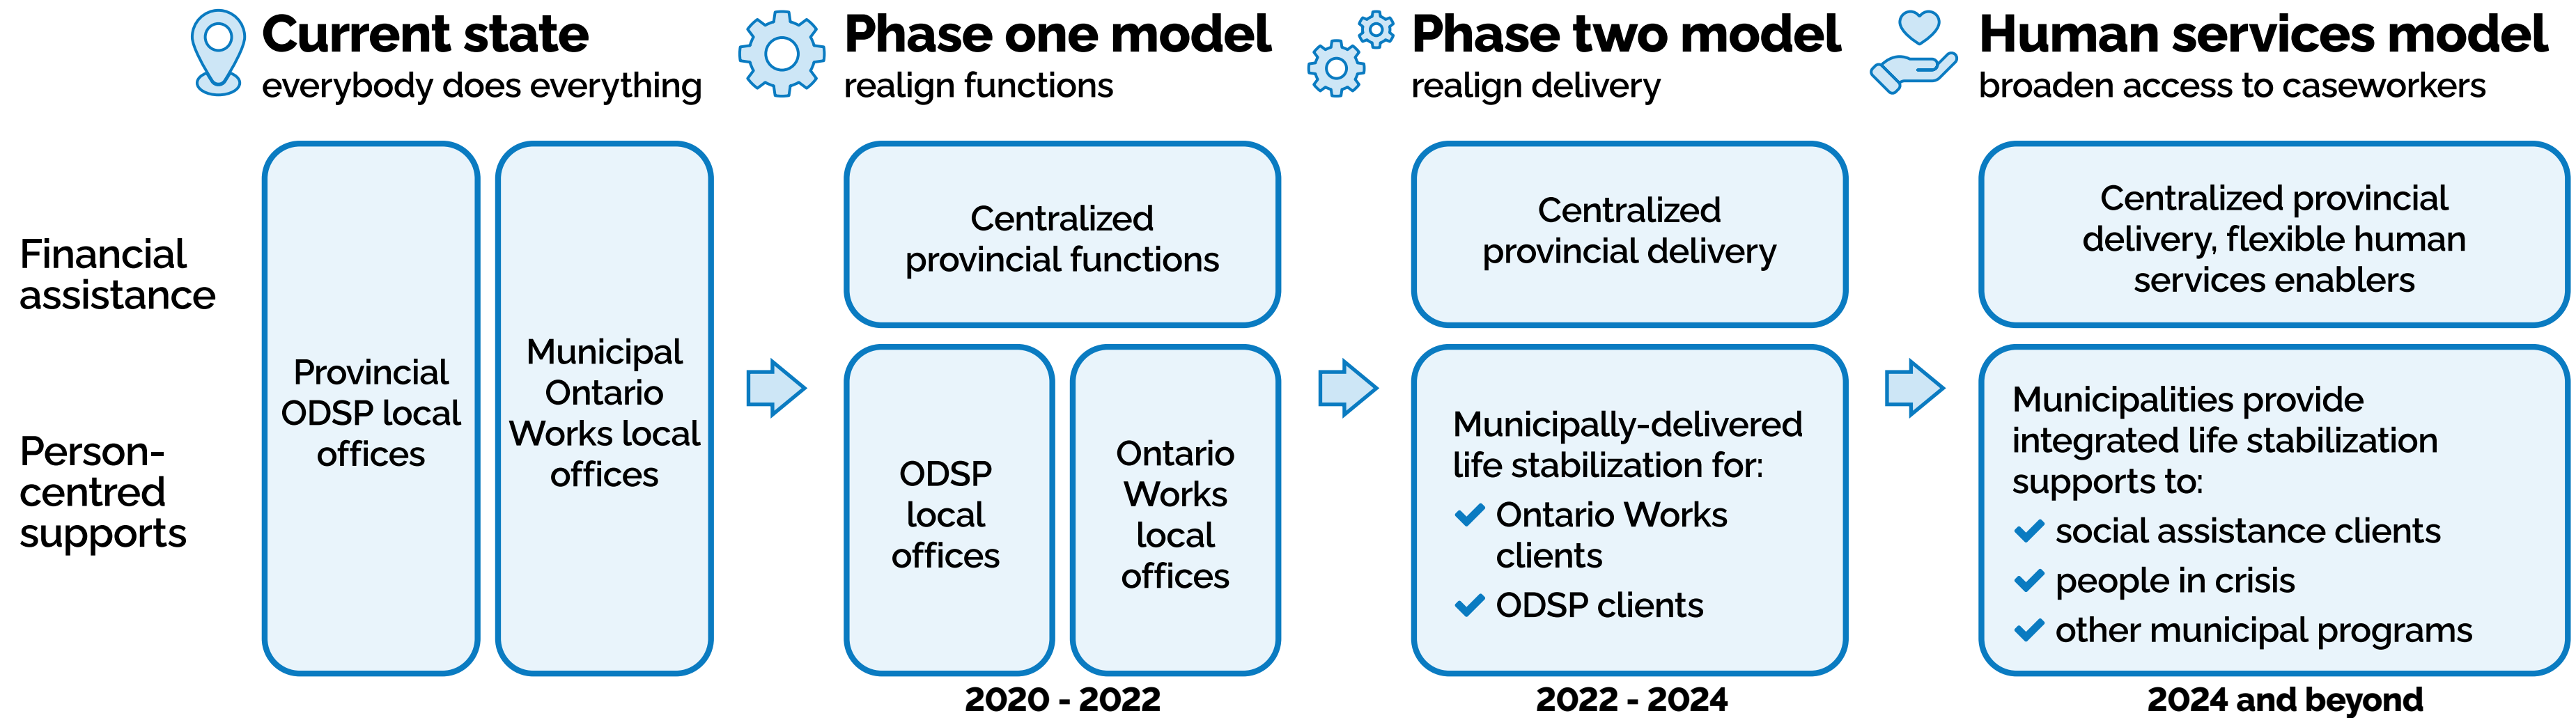 Current state
everybody does everything
Phase one model
realign functions
Phase two model
realign delivery
Human services model
broaden access to caseworkers
Financial
assistance
Person-
centred
supports
Provincial
ODSP local
offices
Municipal
Ontario
Works local
offices
Centralized
provincial functions
ODSP
local
offices
Ontario
Works
local
offices
2020 - 2022
Centralized
provincial delivery
Municipally-delivered
life stabilization for:
Ontario Works
clients
ODSP clients
2022 - 2024
Centralized provincial
delivery, flexible human
services enablers
Municipalities provide
integrated life stabilization
supports to:
social assistance clients
people in crisis
other municipal programs
2024 and beyond